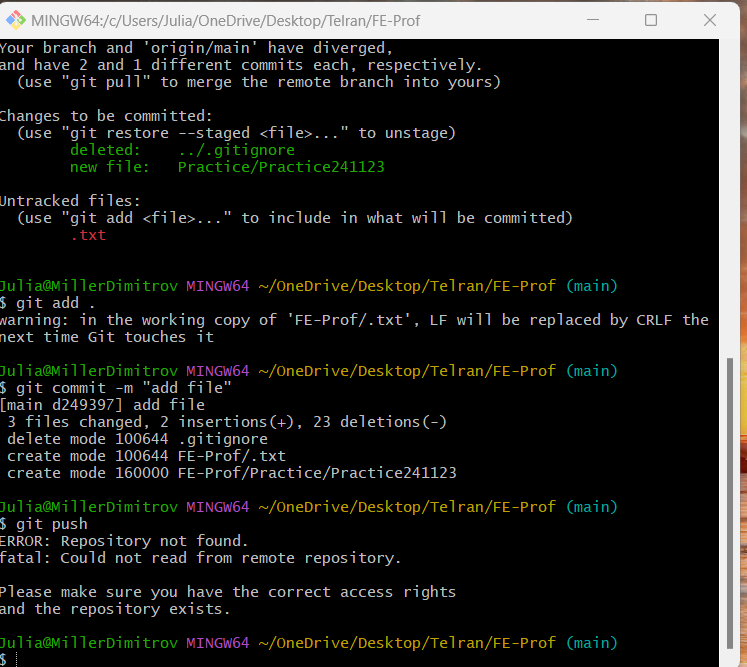 MINGW64:/c/Users/Julia/OneDrive/Desktop/Telran/FE-Prof
Your branch and 'origin/main' have diverged,
and have 2 and 1 different commits each, respectively.
  (use "git pull" to merge the remote branch into yours)
Changes to be committed:
  (use "git restore --staged <file>..." to unstage)
        deleted:    ../.gitignore
        new file:   Practice/Practice241123
Untracked files:
  (use "git add <file>..." to include in what will be committed)
        .txt
Julia@MillerDimitrov MINGW64 ~/OneDrive/Desktop/Telran/FE-Prof (main)
$ git add .
warning: in the working copy of 'FE-Prof/.txt', LF will be replaced by CRLF the
next time Git touches it
Julia@MillerDimitrov MINGW64 ~/OneDrive/Desktop/Telran/FE-Prof (main)
$ git commit -m "add file"
[main d249397] add file
 3 files changed, 2 insertions(+), 23 deletions(-)
 delete mode 100644 .gitignore
 create mode 100644 FE-Prof/.txt
 create mode 160000 FE-Prof/Practice/Practice241123
Julia@MillerDimitrov MINGW64 ~/OneDrive/Desktop/Telran/FE-Prof (main)
$ git push
ERROR: Repository not found.
fatal: Could not read from remote repository.
Please make sure you have the correct access rights
and the repository exists.
Julia@MillerDimitrov MINGW64 ~/OneDrive/Desktop/Telran/FE-Prof (main)
$